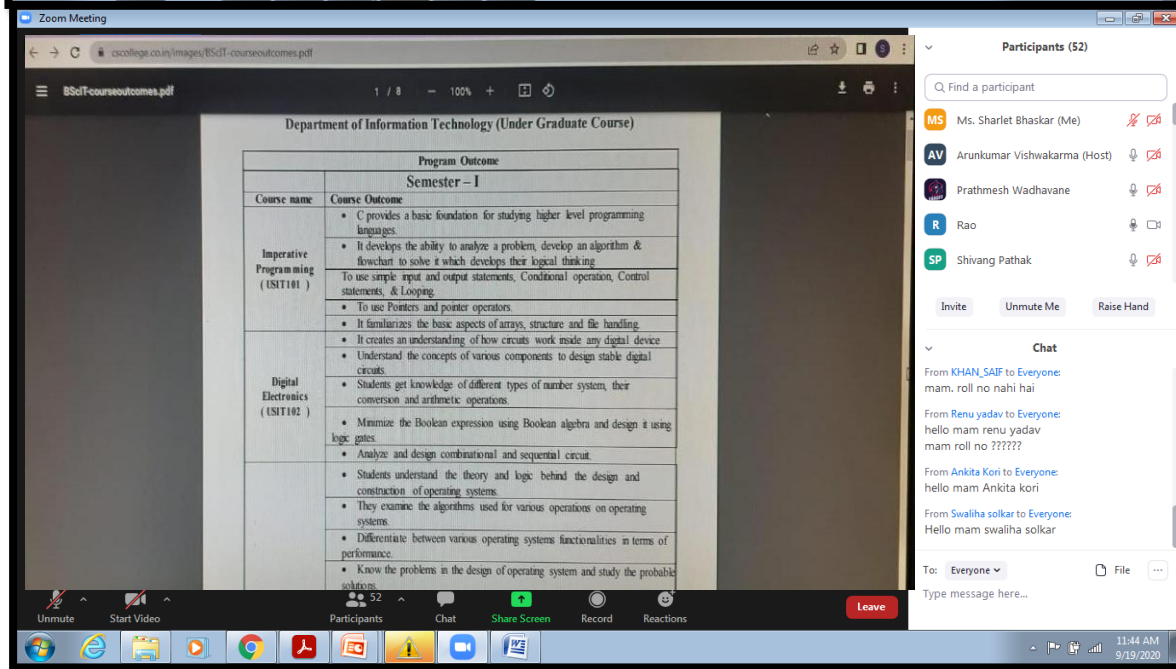 Zoom Meeting
cscollege.co.in/images/BScIT-courseoutcomes.pdf
S
BScIT-courseoutcomes.pdf
1 / 8 − 100% +
Department of Information Technology (Under Graduate Course)
Program Outcome
Semester – I
Course name Course Outcome
Imperative
Programming
( USIT101 )
• C provides a basic foundation for studying higher level programming
languages.
• It develops the ability to analyze a problem, develop an algorithm &
flowchart to solve it which develops their logical thinking
To use simple input and output statements, Conditional operation, Control
statements, & Looping.
• To use Pointers and pointer operators.
• It familiarizes the basic aspects of arrays, structure and file handling.
Digital
Electronics
( USIT102 )
• It creates an understanding of how circuits work inside any digital device
• Understand the concepts of various components to design stable digital
circuits.
• Students get knowledge of different types of number system, their
conversion and arithmetic operations.
• Minimize the Boolean expression using Boolean algebra and design it using
logic gates.
• Analyze and design combinational and sequential circuit.
• Students understand the theory and logic behind the design and
construction of operating systems.
• They examine the algorithms used for various operations on operating
systems.
• Differentiate between various operating systems functionalities in terms of
performance.
• Know the problems in the design of operating system and study the probable
solutions.
Participants (52)
Find a participant
MS Ms. Sharlet Bhaskar (Me)
AV Arunkumar Vishwakarma (Host)
Prathmesh Wadhavane
R Rao
SP Shivang Pathak
Invite Unmute Me Raise Hand
Chat
From KHAN_SAIF to Everyone:
mam. roll no nahi hai
From Renu yadav to Everyone:
hello mam renu yadav
mam roll no ??????
From Ankita Kori to Everyone:
hello mam Ankita kori
From Swaliha solkar to Everyone:
Hello mam swaliha solkar
To: Everyone File ...
Type message here...
Unmute Start Video Participants 52 Chat Share Screen Record Reactions Leave
11:44 AM
9/19/2020